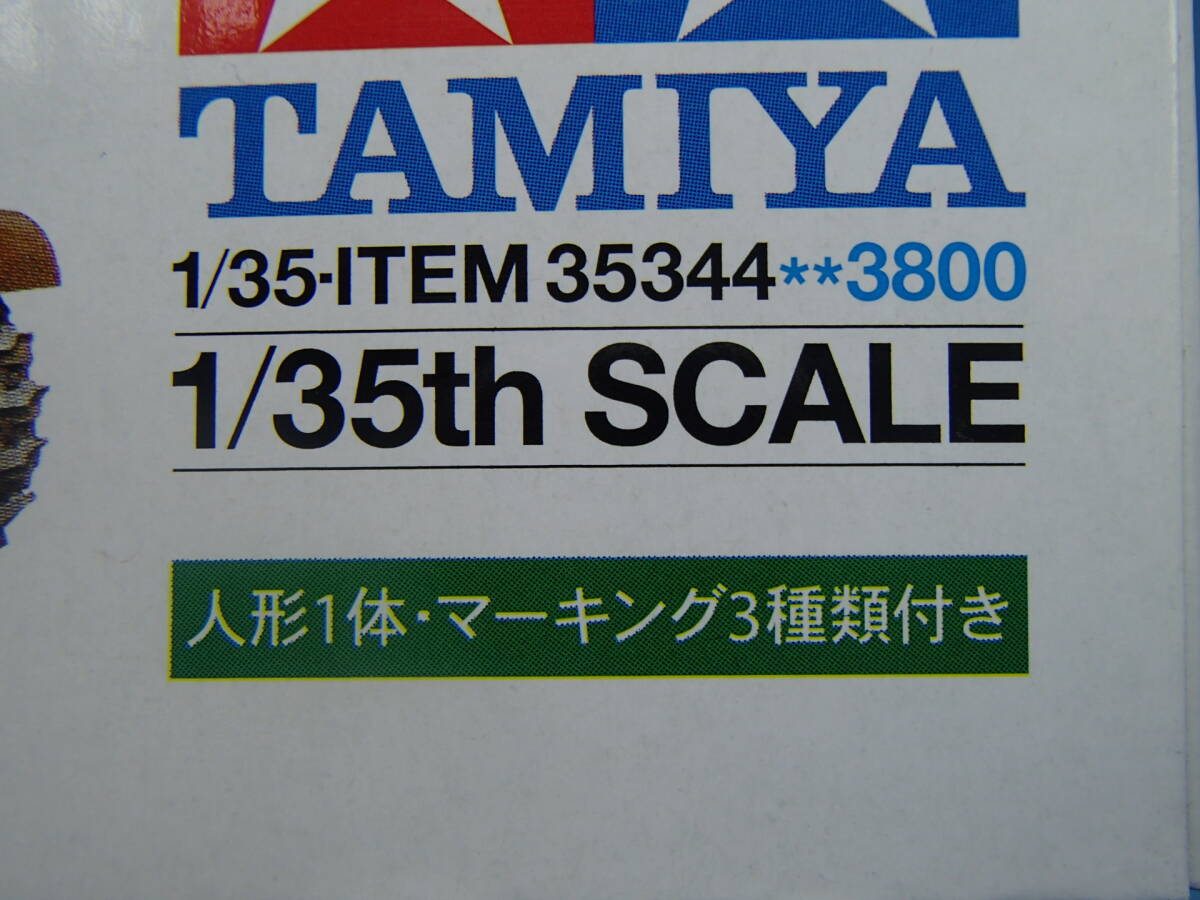 TAMIYA
1/35·ITEM 35344**3800
1/35th SCALE
人形1体・マーキング3種類付き